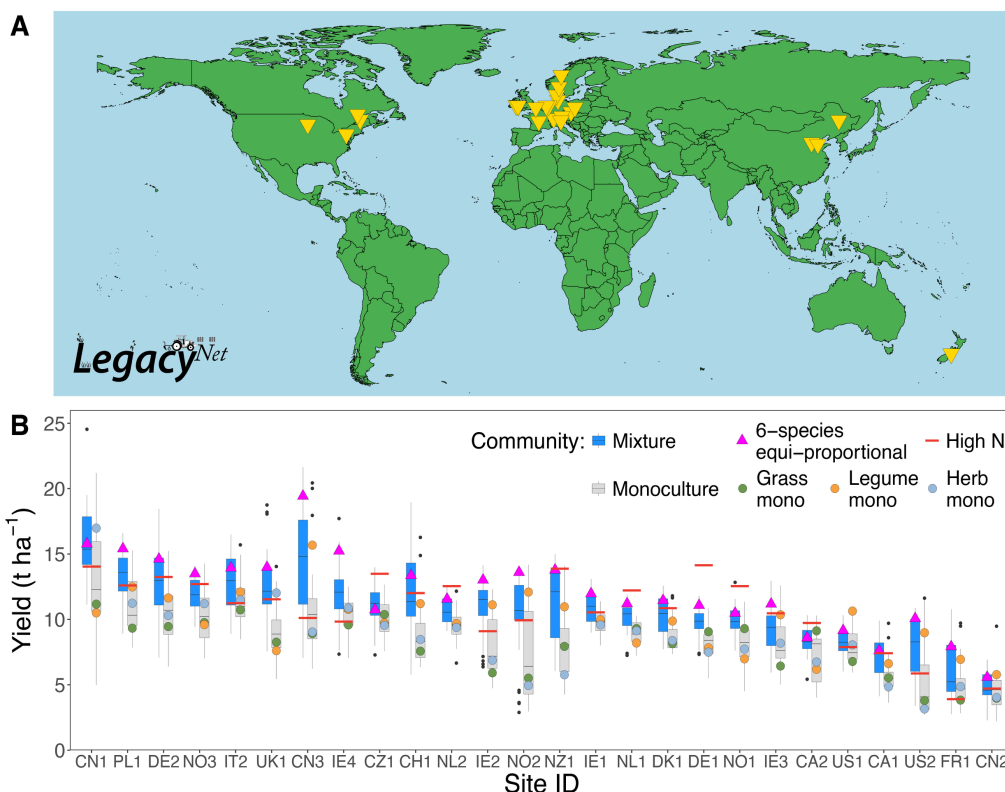 A
Legacy Net
B
25
20
15
10
5
0
Yield (t ha−1)
Community:
Mixture
6−species
equi−proportional
High N
Monoculture
Grass
mono
Legume
mono
Herb
mono
CN1 PL1 DE2 NO3 IT2 UK1 CN3 IE4 CZ1 CH1 NL2 IE2 NO2 NZ1 IE1 NL1 DK1 DE1 NO1 IE3 CA2 US1 CA1 US2 FR1 CN2
Site ID